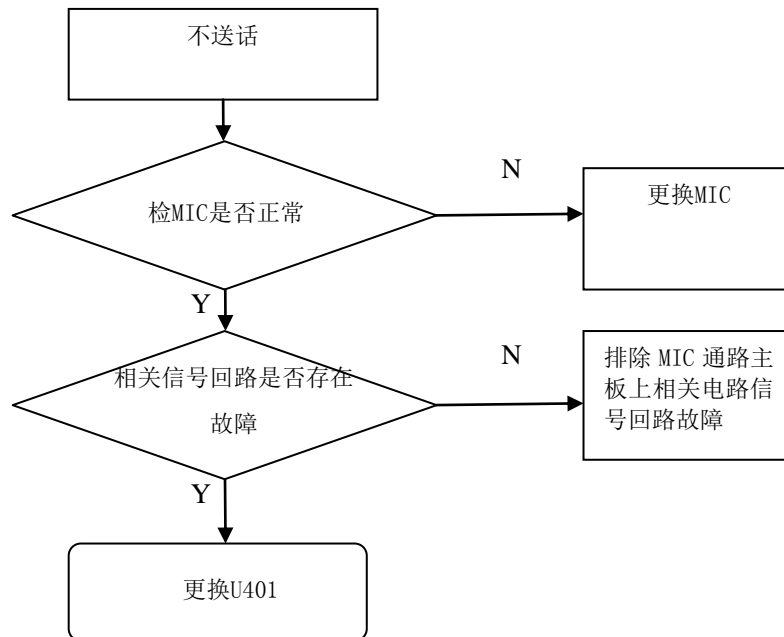 不送话
检MIC是否正常
N
更换MIC
Y
相关信号回路是否存在
故障
N
排除 MIC 通路主
板上相关电路信
号回路故障
Y
更换U401